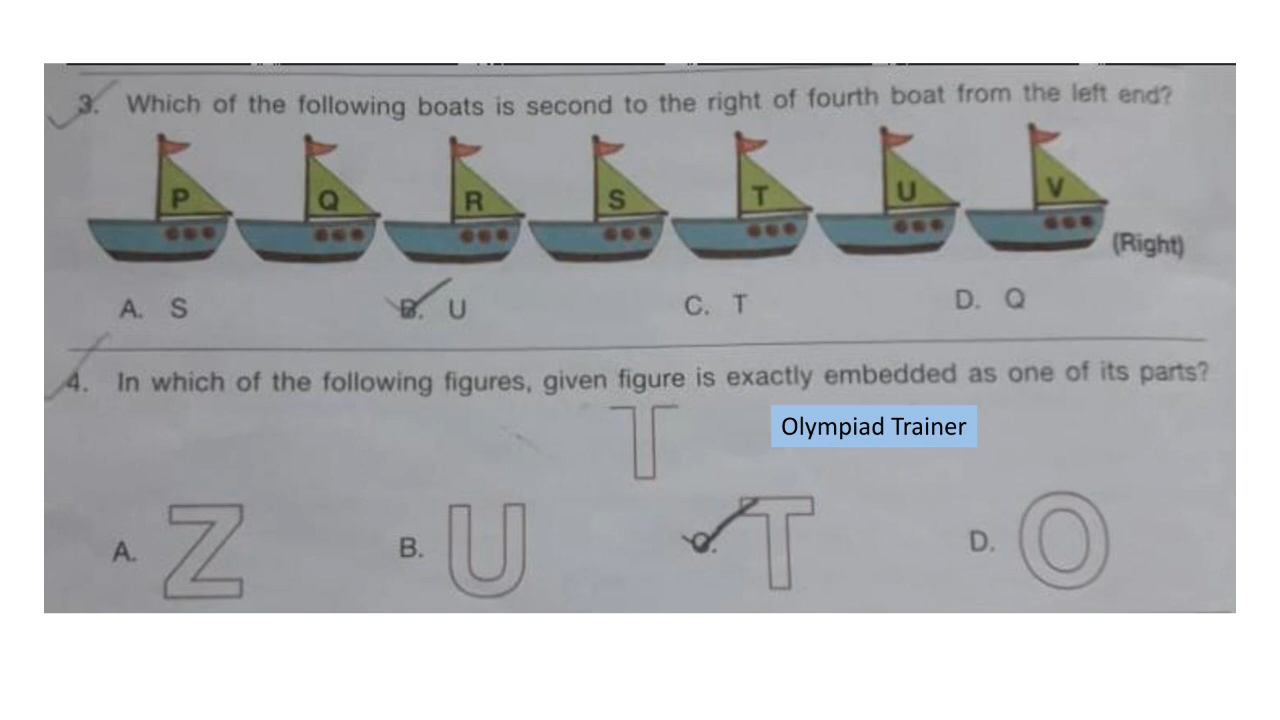 3. Which of the following boats is second to the right of fourth boat from the left end?
P Q R S T U V
(Right)
A. S B. U C. T D. Q
4. In which of the following figures, given figure is exactly embedded as one of its parts?
T
Olympiad Trainer
A. Z B. U C. T D. O